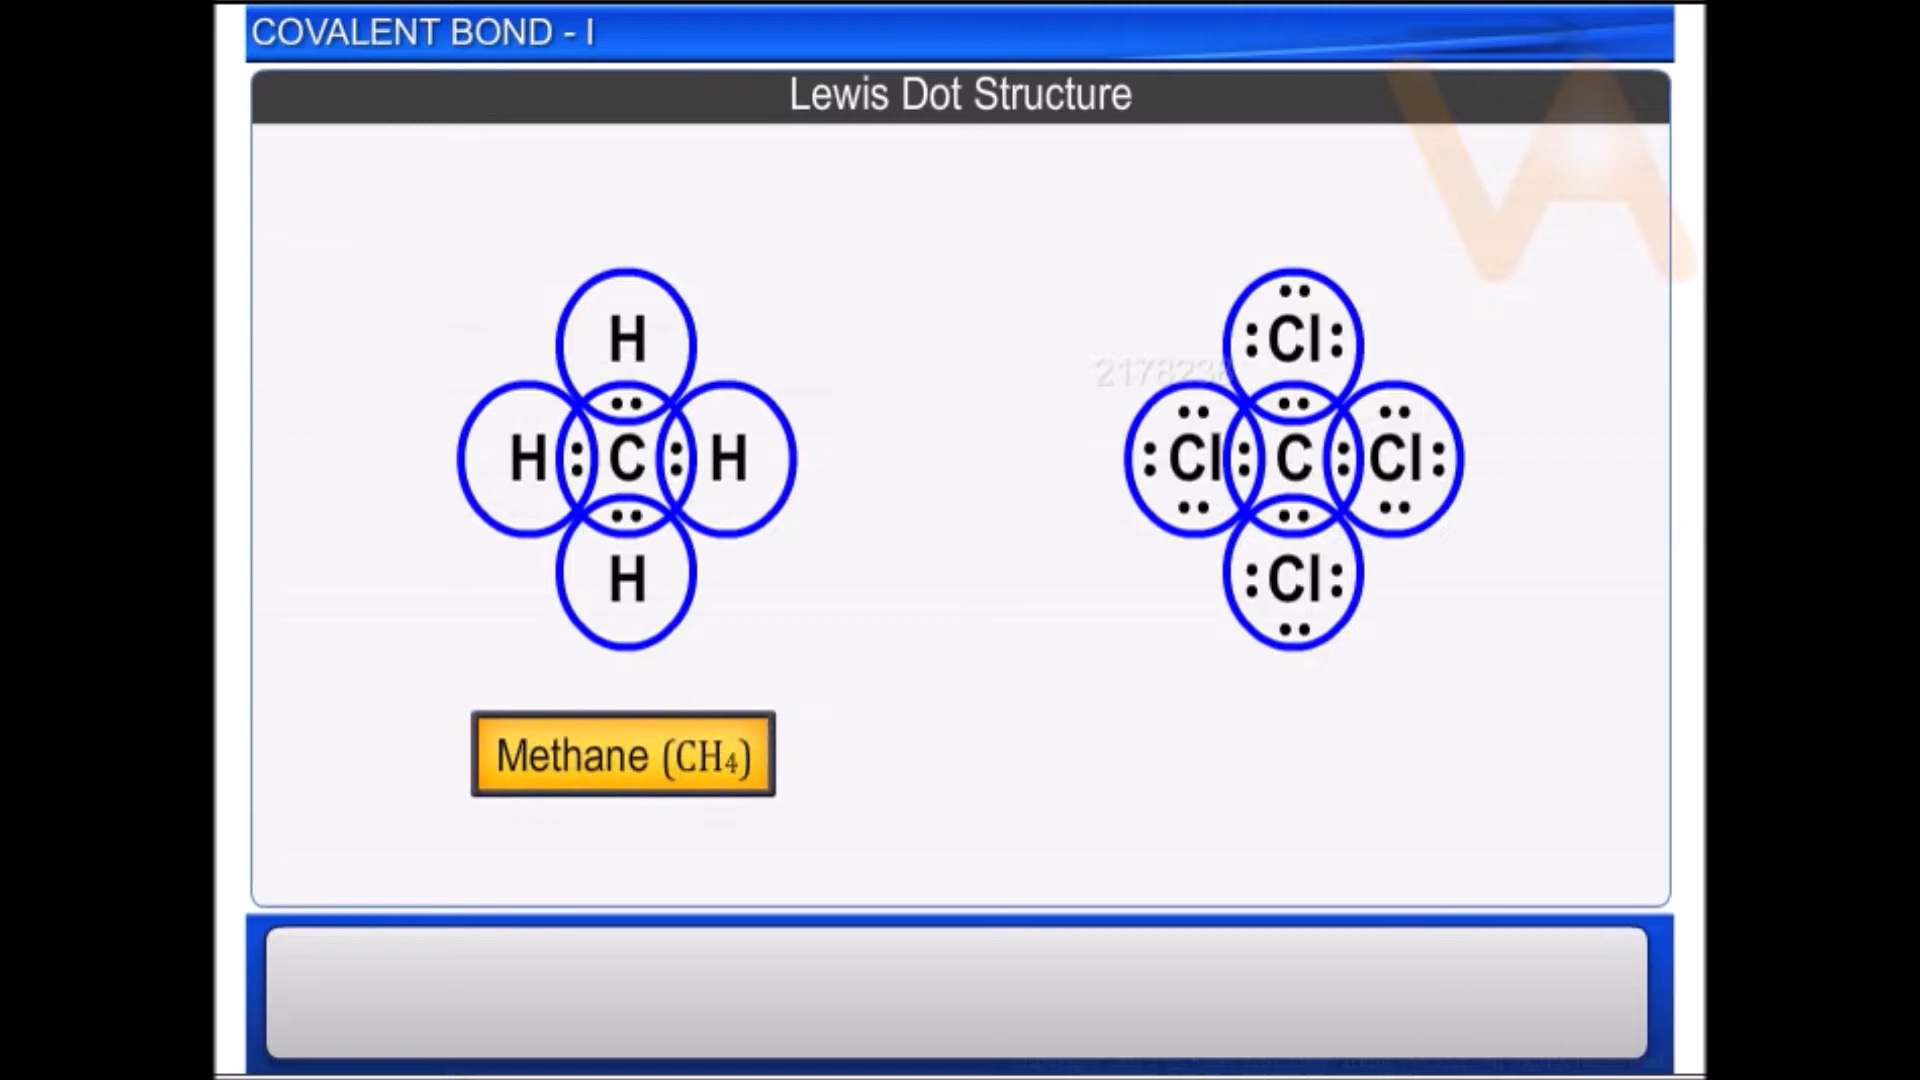 COVALENT BOND - I
Lewis Dot Structure
H
H C H
H
Cl
Cl C Cl
Cl
Methane (CH₄)